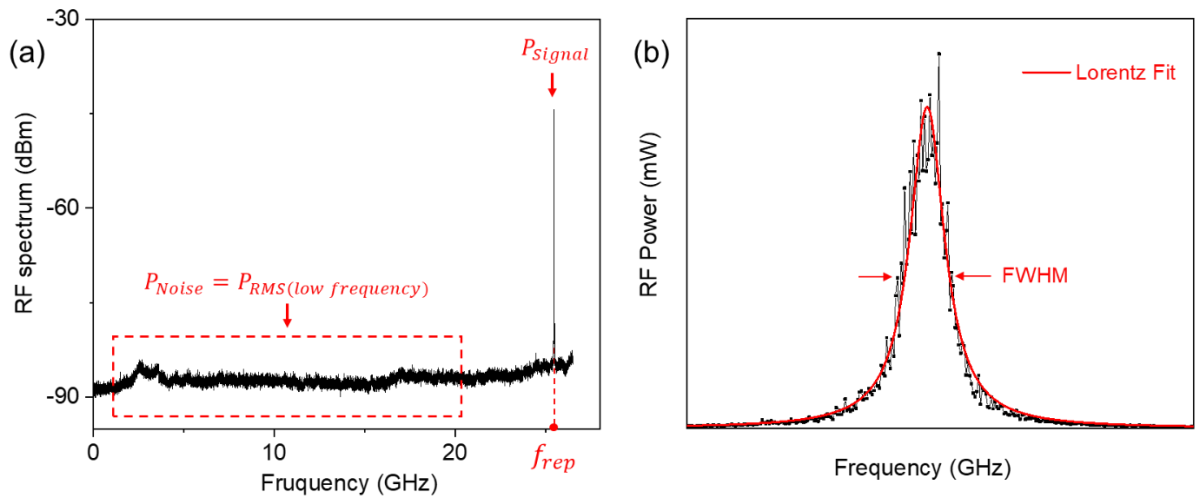 (a)
-30
-60
-90
RF spectrum (dBm)
P_Signal
P_Noise = P_RMS(low frequency)
0
10
20
f_rep
Fruquency (GHz)
(b)
Lorentz Fit
FWHM
RF Power (mW)
Frequency (GHz)